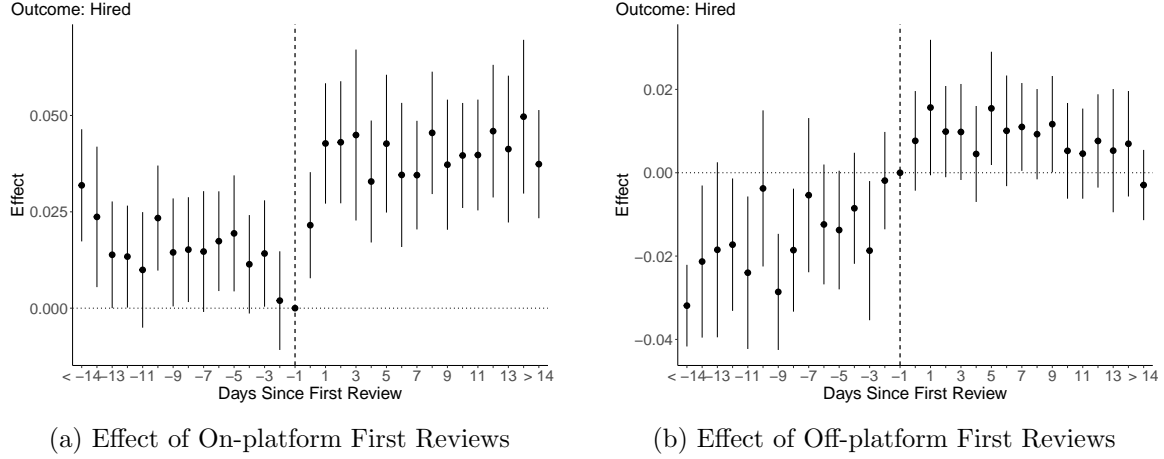 Outcome: Hired
Effect
0.050
0.025
0.000
< −14 −13 −11 −9 −7 −5 −3 −1 1 3 5 7 9 11 13 > 14
Days Since First Review
(a) Effect of On-platform First Reviews
Outcome: Hired
Effect
0.02
0.00
−0.02
−0.04
< −14 −13 −11 −9 −7 −5 −3 −1 1 3 5 7 9 11 13 > 14
Days Since First Review
(b) Effect of Off-platform First Reviews